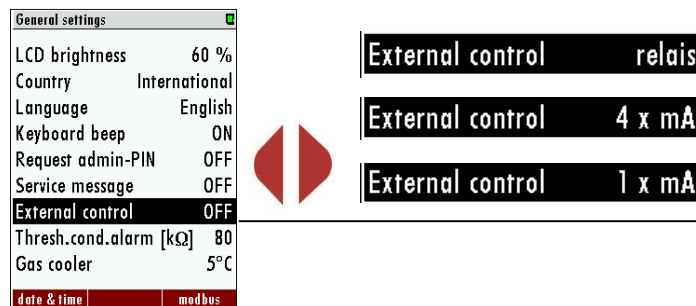 General settings
LCD brightness 60 %
Country International
Language English
Keyboard beep ON
Request admin-PIN OFF
Service message OFF
External control OFF
Thresh.cond.alarm [kΩ] 80
Gas cooler 5°C
date & time modbus
External control relais
External control 4 x mA
External control 1 x mA